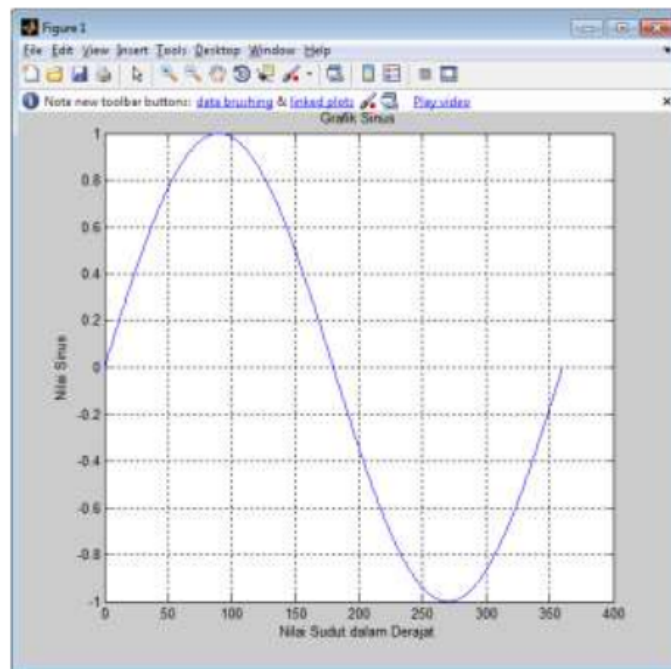 Figure 1
File Edit View Insert Tools Desktop Window Help
Note new toolbar buttons: data brushing & linked plots Play video
Grafik Sinus
1
0.8
0.6
0.4
0.2
0
-0.2
-0.4
-0.6
-0.8
-1
Nilai Sinus
0 50 100 150 200 250 300 350 400
Nilai Sudut dalam Derajat